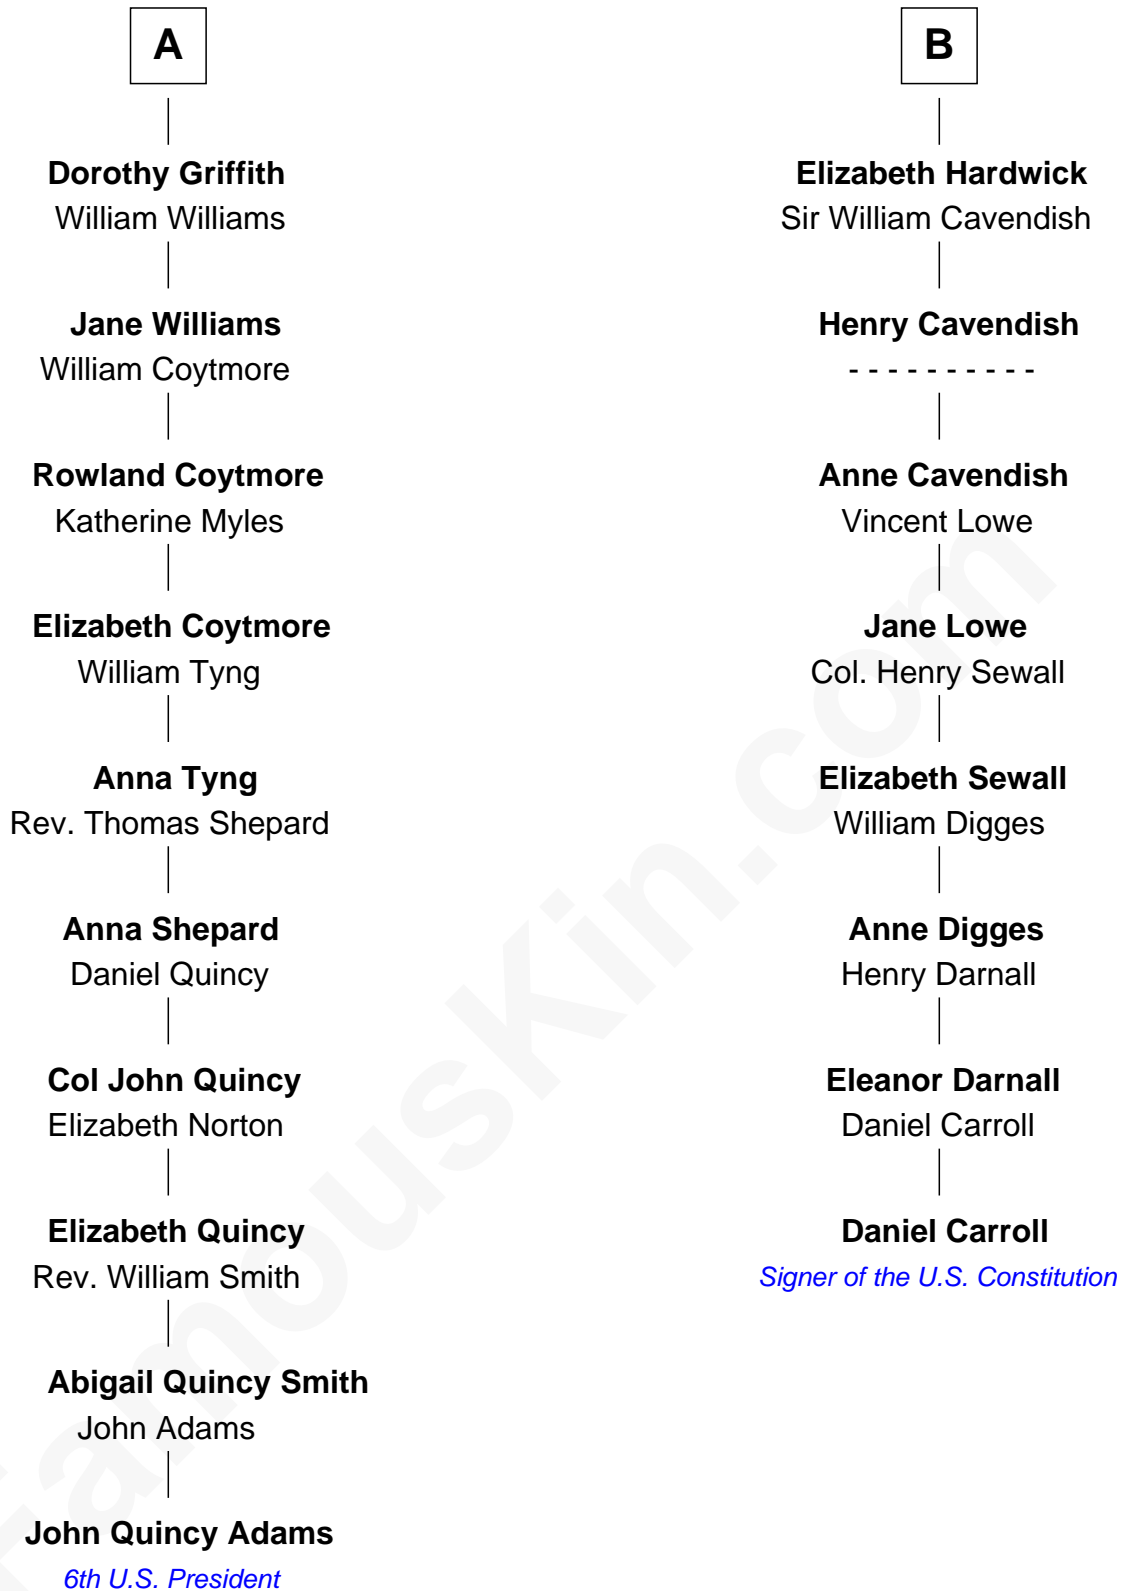 A
Dorothy Griffith
William Williams
Jane Williams
William Coytmore
Rowland Coytmore
Katherine Myles
Elizabeth Coytmore
William Tyng
Anna Tyng
Rev. Thomas Shepard
Anna Shepard
Daniel Quincy
Col John Quincy
Elizabeth Norton
Elizabeth Quincy
Rev. William Smith
Abigail Quincy Smith
John Adams
John Quincy Adams
6th U.S. President
B
Elizabeth Hardwick
Sir William Cavendish
Henry Cavendish
- - - - - - - - - -
Anne Cavendish
Vincent Lowe
Jane Lowe
Col. Henry Sewall
Elizabeth Sewall
William Digges
Anne Digges
Henry Darnall
Eleanor Darnall
Daniel Carroll
Daniel Carroll
Signer of the U.S. Constitution
FamousKin.com